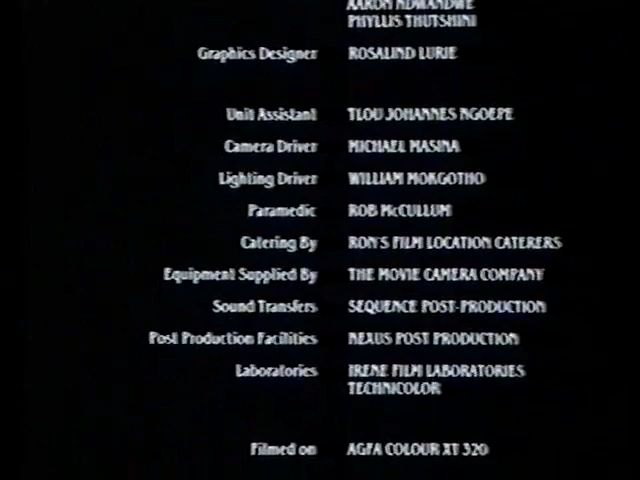 AARON NDWANDWE
PHYLLIS THUTSHINI
Graphics Designer ROSALIND LURIE
Unit Assistant TLOU JOHANNES NGOEPE
Camera Driver MICHAEL MASINA
Lighting Driver WILLIAM MOKGOTHO
Paramedic ROB McCULLUM
Catering By RON'S FILM LOCATION CATERERS
Equipment Supplied By THE MOVIE CAMERA COMPANY
Sound Transfers SEQUENCE POST-PRODUCTION
Post Production Facilities NEXUS POST PRODUCTION
Laboratories IRENE FILM LABORATORIES
TECHNICOLOR
Filmed on AGFA COLOUR XT 320